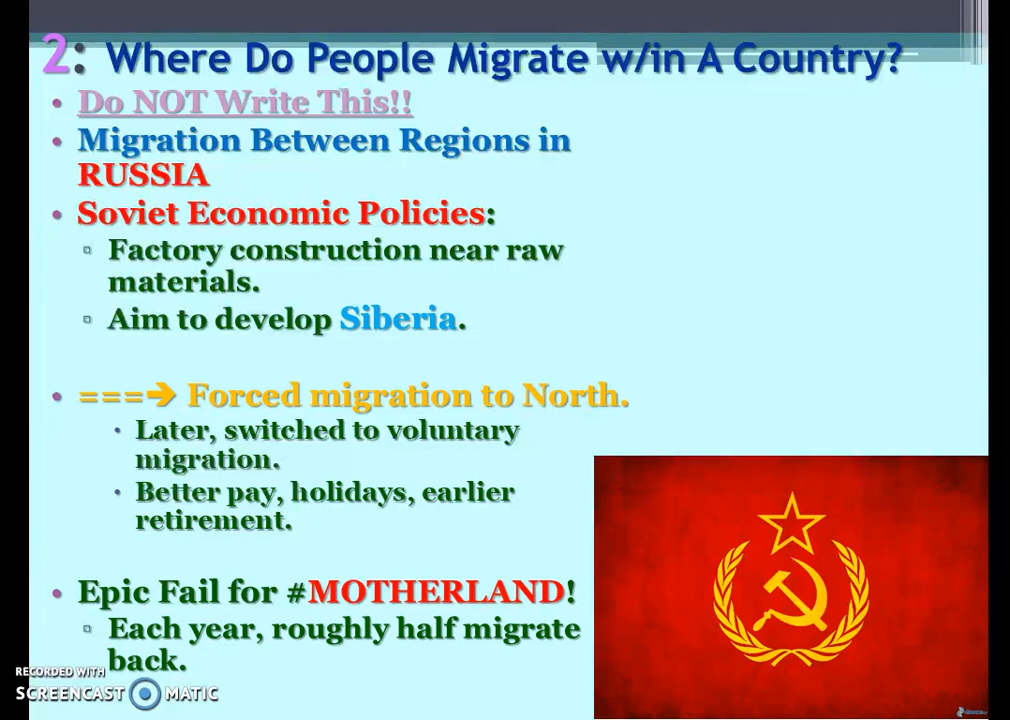 2: Where Do People Migrate w/in A Country?
• Do NOT Write This!!
• Migration Between Regions in
RUSSIA
• Soviet Economic Policies:
▫ Factory construction near raw
materials.
▫ Aim to develop Siberia.
• ===➔ Forced migration to North.
• Later, switched to voluntary
migration.
• Better pay, holidays, earlier
retirement.
• Epic Fail for #MOTHERLAND!
▫ Each year, roughly half migrate
back.
RECORDED WITH
SCREENCAST MATIC